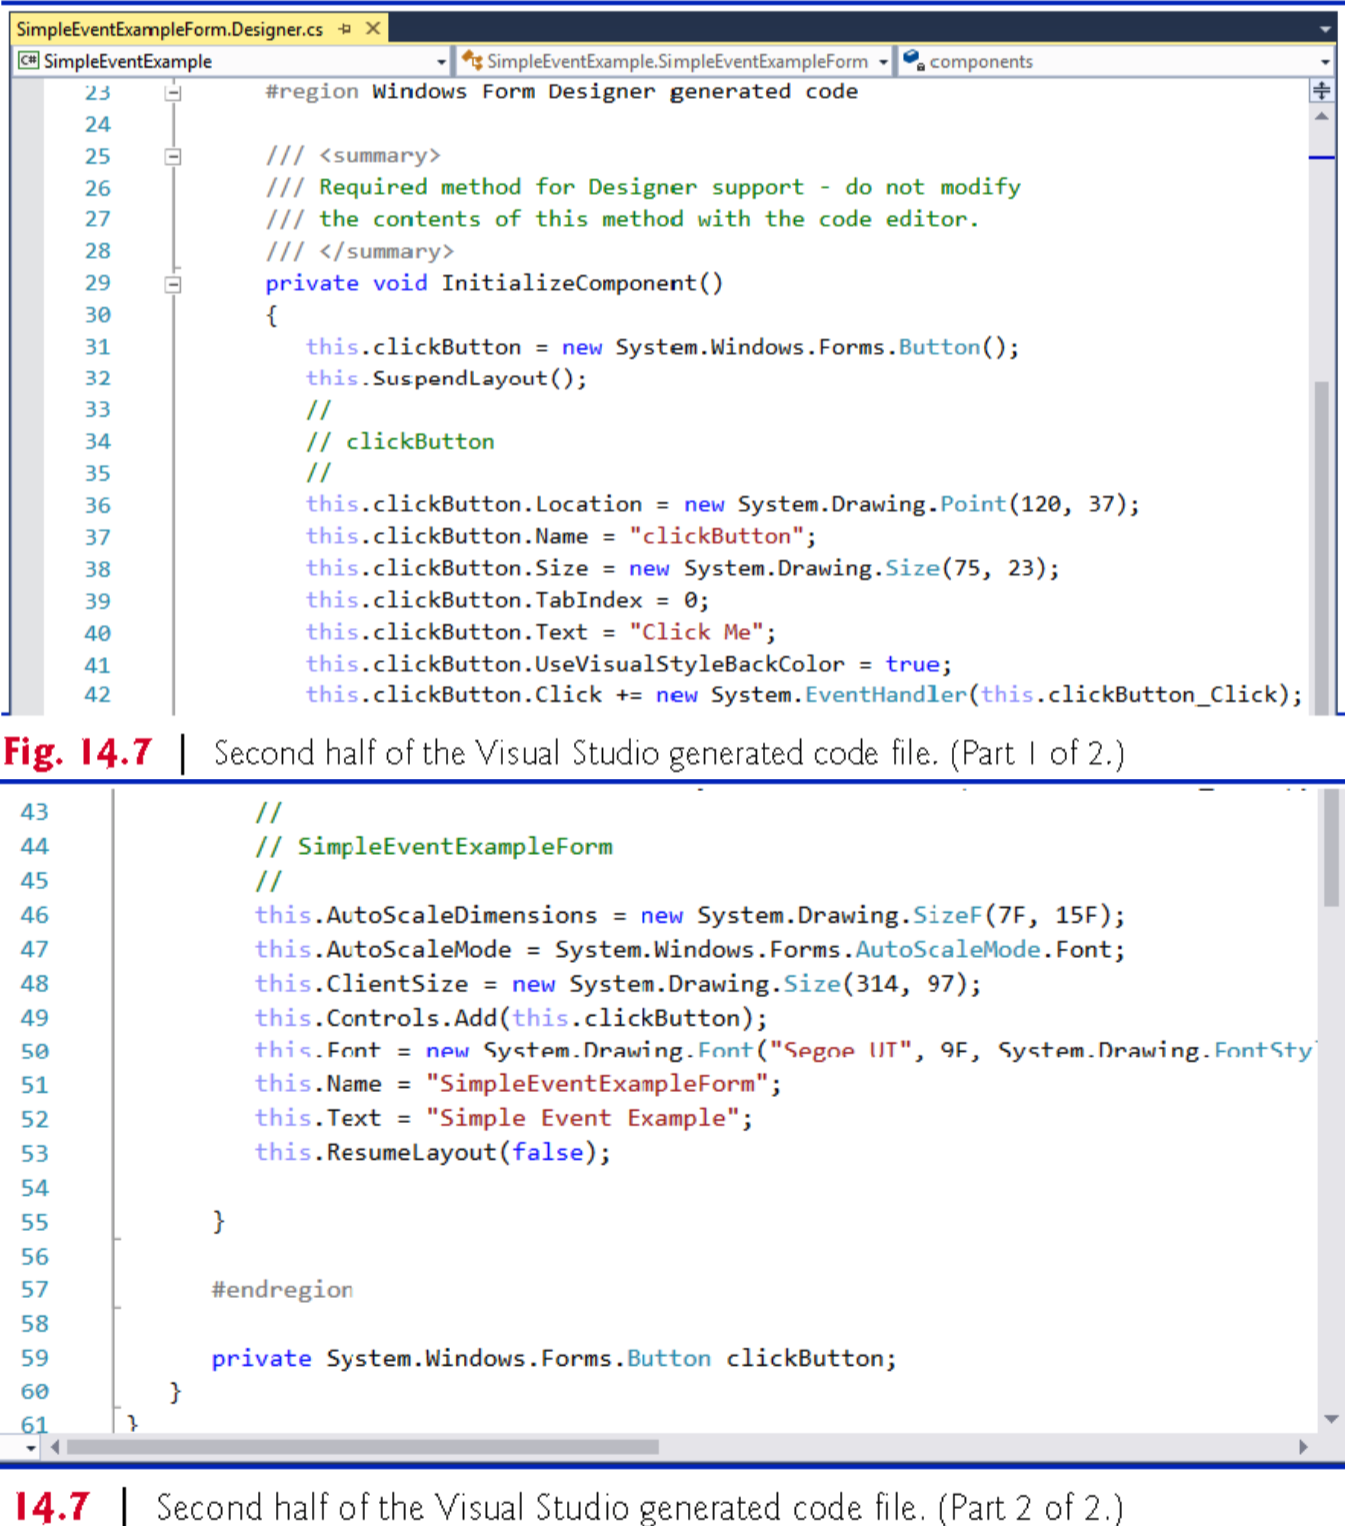 SimpleEventExampleForm.Designer.cs
C# SimpleEventExample SimpleEventExample.SimpleEventExampleForm components
23 #region Windows Form Designer generated code
24
25 /// <summary>
26 /// Required method for Designer support - do not modify
27 /// the contents of this method with the code editor.
28 /// </summary>
29 private void InitializeComponent()
30 {
31 this.clickButton = new System.Windows.Forms.Button();
32 this.SuspendLayout();
33 //
34 // clickButton
35 //
36 this.clickButton.Location = new System.Drawing.Point(120, 37);
37 this.clickButton.Name = "clickButton";
38 this.clickButton.Size = new System.Drawing.Size(75, 23);
39 this.clickButton.TabIndex = 0;
40 this.clickButton.Text = "Click Me";
41 this.clickButton.UseVisualStyleBackColor = true;
42 this.clickButton.Click += new System.EventHandler(this.clickButton_Click);
Fig. 14.7 | Second half of the Visual Studio generated code file. (Part 1 of 2.)
43 //
44 // SimpleEventExampleForm
45 //
46 this.AutoScaleDimensions = new System.Drawing.SizeF(7F, 15F);
47 this.AutoScaleMode = System.Windows.Forms.AutoScaleMode.Font;
48 this.ClientSize = new System.Drawing.Size(314, 97);
49 this.Controls.Add(this.clickButton);
50 this.Font = new System.Drawing.Font("Segoe UI", 9F, System.Drawing.FontSty
51 this.Name = "SimpleEventExampleForm";
52 this.Text = "Simple Event Example";
53 this.ResumeLayout(false);
54
55 }
56
57 #endregion
58
59 private System.Windows.Forms.Button clickButton;
60 }
61 }
14.7 | Second half of the Visual Studio generated code file. (Part 2 of 2.)